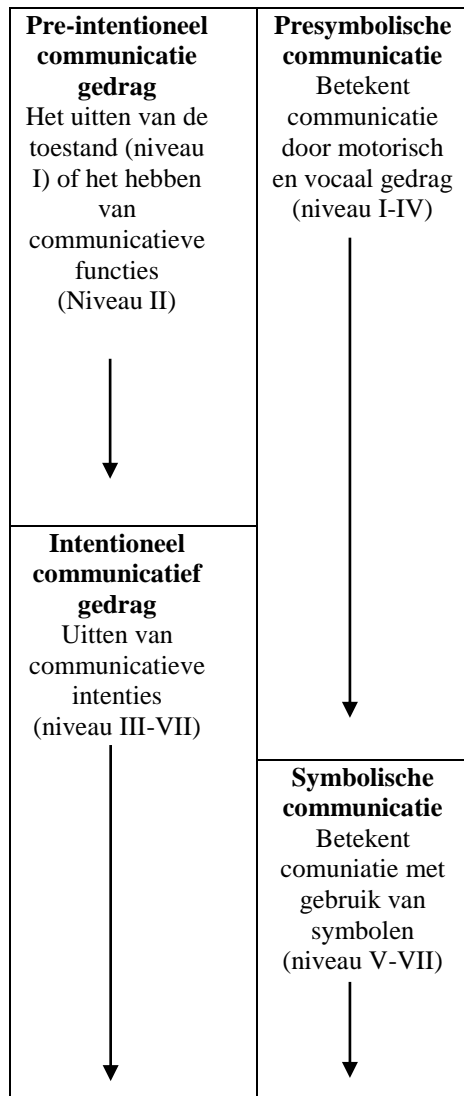 Pre-intentioneel
communicatie
gedrag
Het uitten van de
toestand (niveau
I) of het hebben
van
communicatieve
functies
(Niveau II)
Intentioneel
communicatief
gedrag
Uitten van
communicatieve
intenties
(niveau III-VII)
Presymbolische
communicatie
Betekent
communicatie
door motorisch
en vocaal gedrag
(niveau I-IV)
Symbolische
communicatie
Betekent
comuniatie met
gebruik van
symbolen
(niveau V-VII)